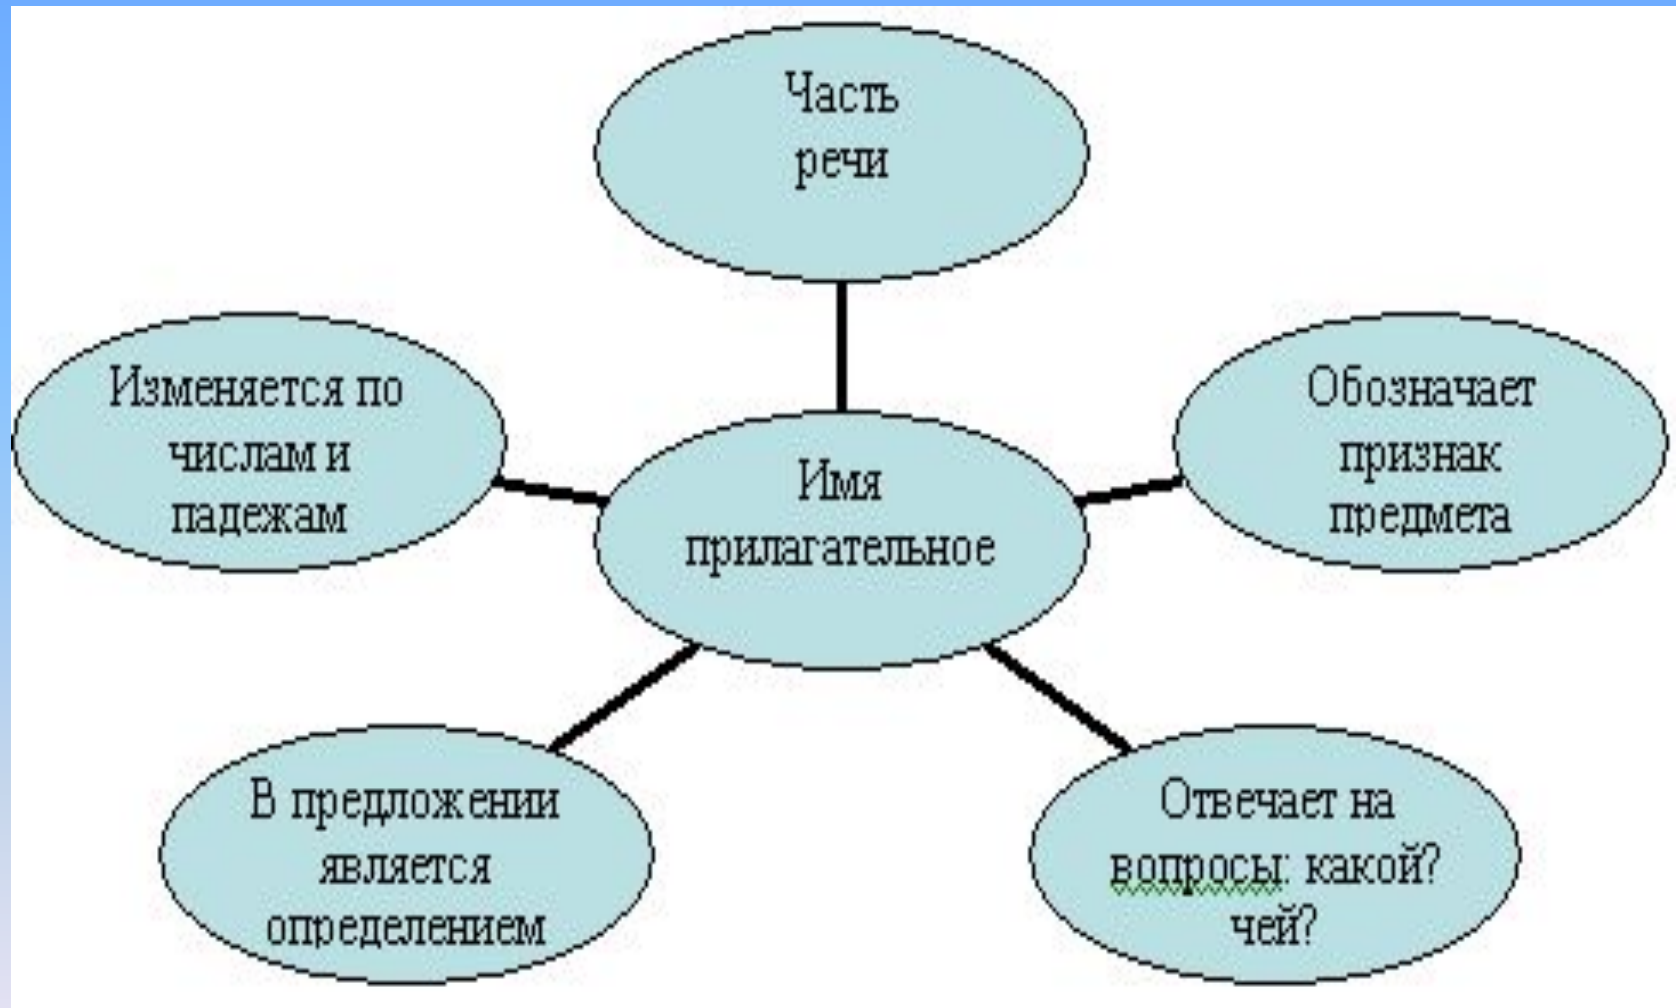 Часть
речи
Изменяется по
числам и
падежам
Обозначает
признак
предмета
Имя
прилагательное
В предложении
является
определением
Отвечает на
вопросы: какой?
чей?